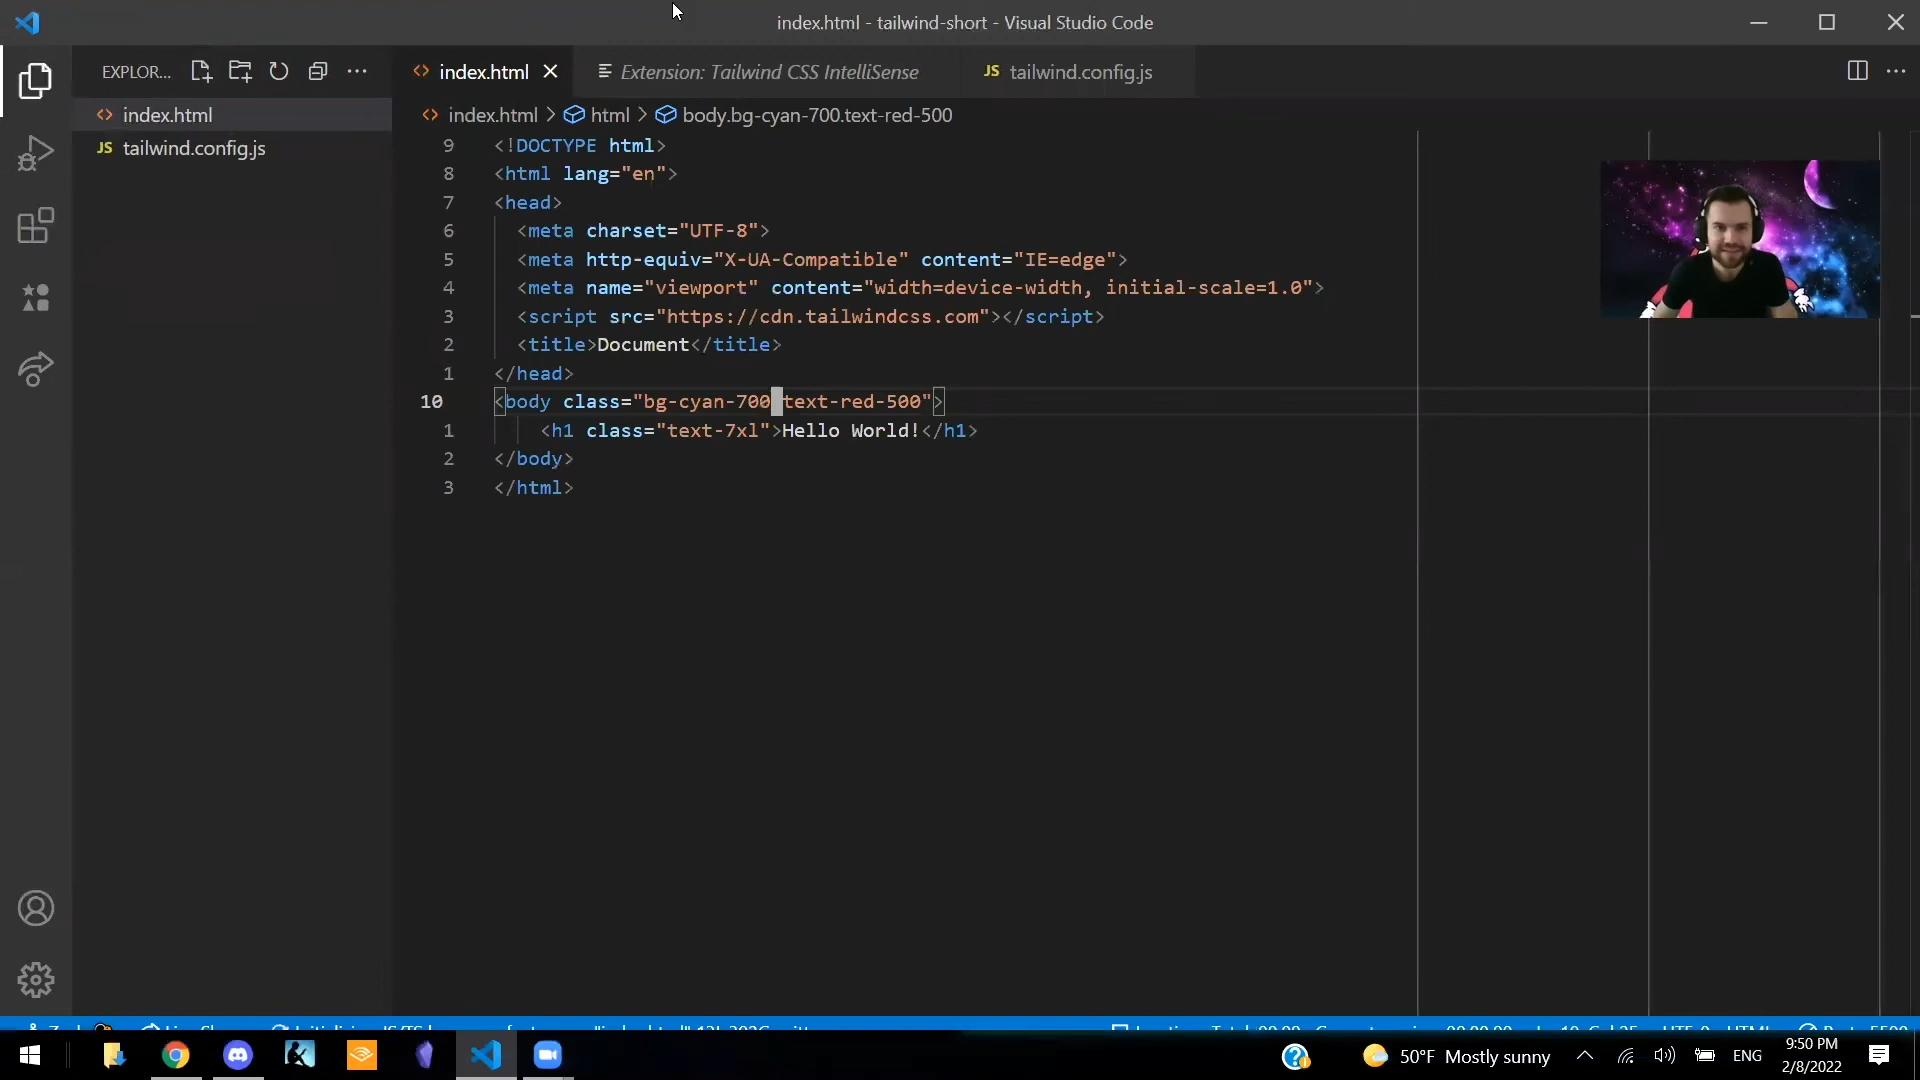 index.html - tailwind-short - Visual Studio Code
EXPLOR...
index.html
Extension: Tailwind CSS IntelliSense
JS tailwind.config.js
index.html
JS tailwind.config.js
index.html > html > body.bg-cyan-700.text-red-500
9 <!DOCTYPE html>
8 <html lang="en">
7 <head>
6 <meta charset="UTF-8">
5 <meta http-equiv="X-UA-Compatible" content="IE=edge">
4 <meta name="viewport" content="width=device-width, initial-scale=1.0">
3 <script src="https://cdn.tailwindcss.com"></script>
2 <title>Document</title>
1 </head>
10 <body class="bg-cyan-700 text-red-500">
1 <h1 class="text-7xl">Hello World!</h1>
2 </body>
3 </html>
50°F Mostly sunny
ENG
9:50 PM
2/8/2022